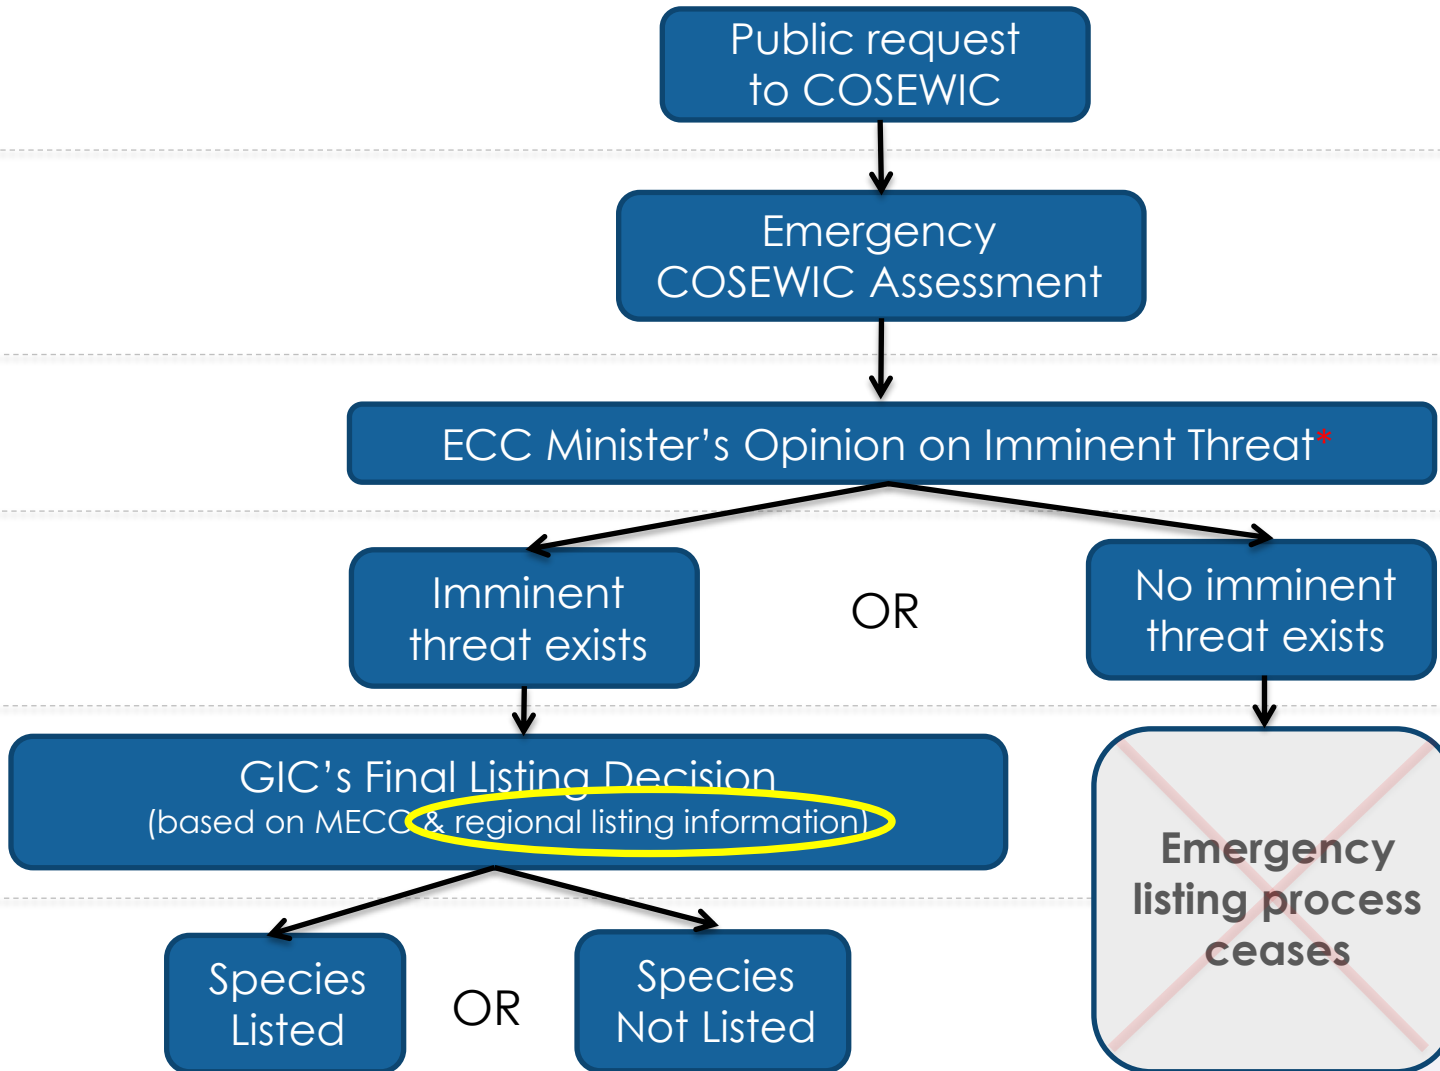 Public request
to COSEWIC
Emergency
COSEWIC Assessment
ECC Minister’s Opinion on Imminent Threat*
Imminent
threat exists
OR
No imminent
threat exists
GIC’s Final Listing Decision
(based on MECC & regional listing information)
Emergency
listing process
ceases
Species
Listed
OR
Species
Not Listed